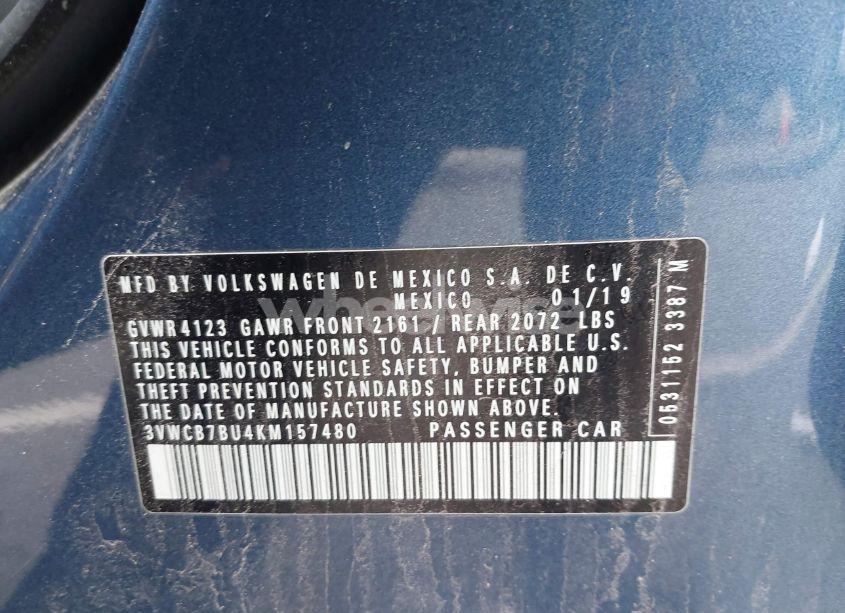 MFD BY VOLKSWAGEN DE MEXICO S.A. DE C.V.
MEXICO 01/19
GVWR 4123 GAWR FRONT 2161 / REAR 2072 LBS
THIS VEHICLE CONFORMS TO ALL APPLICABLE U.S.
FEDERAL MOTOR VEHICLE SAFETY, BUMPER AND
THEFT PREVENTION STANDARDS IN EFFECT ON
THE DATE OF MANUFACTURE SHOWN ABOVE.
3VWCB7BU4KM157480 PASSENGER CAR
0531152 3387 M